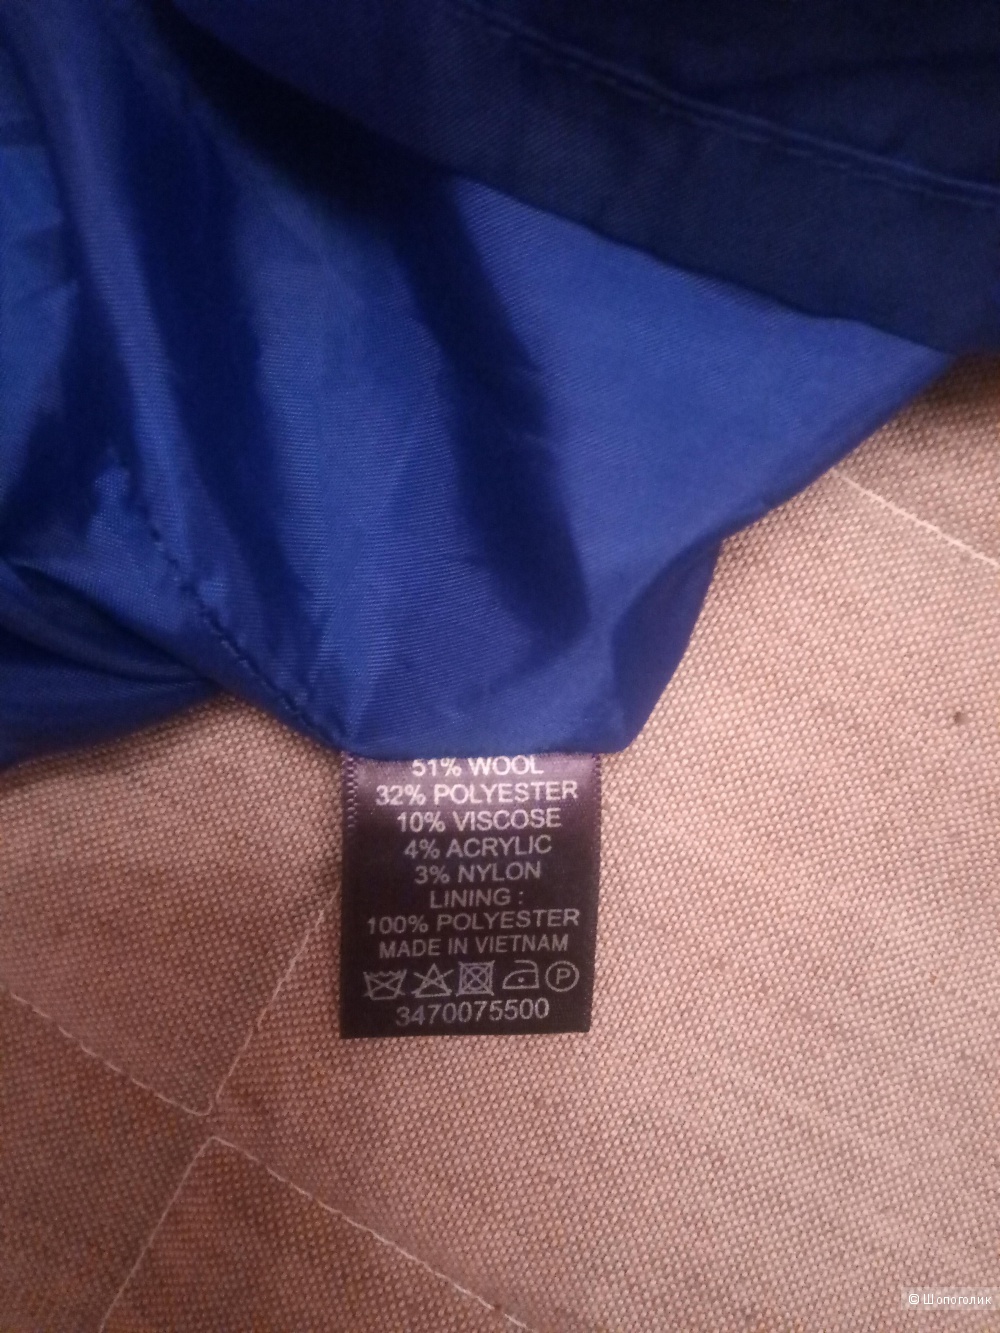 51% WOOL
32% POLYESTER
10% VISCOSE
4% ACRYLIC
3% NYLON
LINING :
100% POLYESTER
MADE IN VIETNAM
P
3470075500
© Шопоголик